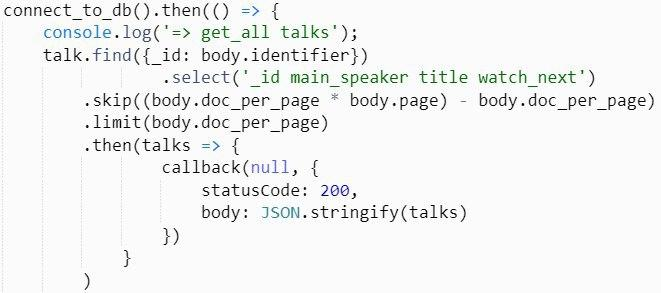 connect_to_db().then(() => {
    console.log('=> get_all talks');
    talk.find({_id: body.identifier})
                .select('_id main_speaker title watch_next')
        .skip((body.doc_per_page * body.page) - body.doc_per_page)
        .limit(body.doc_per_page)
        .then(talks => {
                callback(null, {
                    statusCode: 200,
                    body: JSON.stringify(talks)
                })
            }
        )